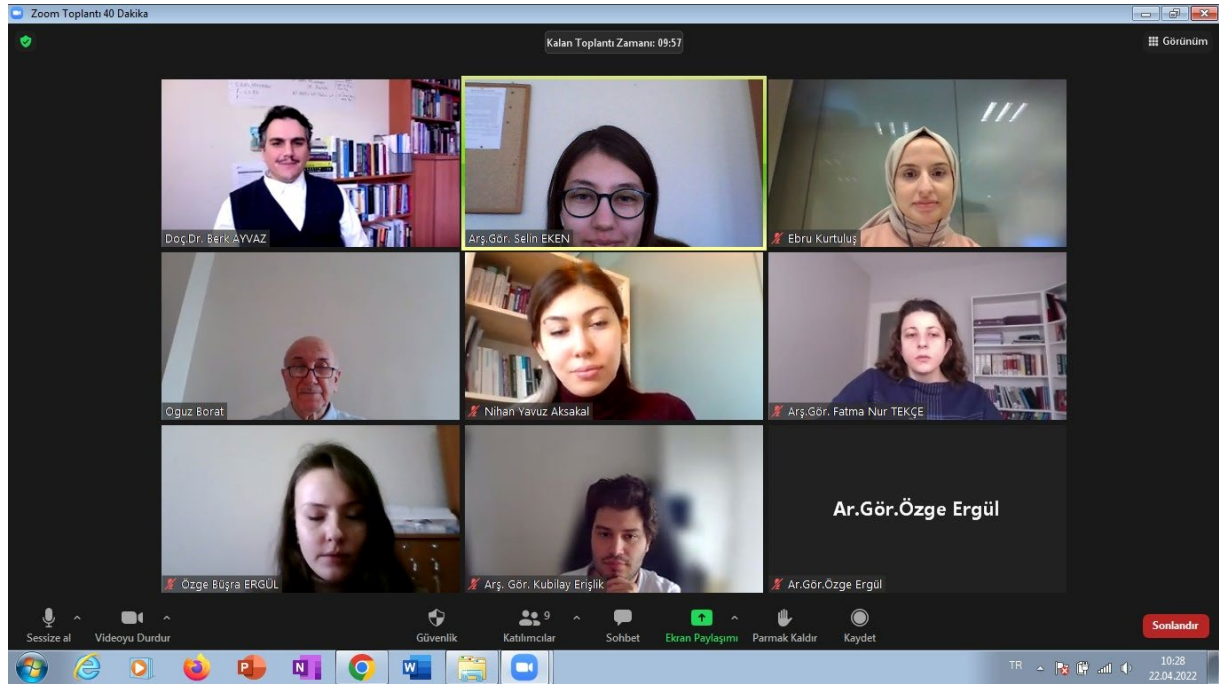 Zoom Toplantı 40 Dakika
Kalan Toplantı Zamanı: 09:57
Görünüm
Doç.Dr. Berk AYVAZ
Arş.Gör. Selin EKEN
Ebru Kurtuluş
Oguz Borat
Nihan Yavuz Aksakal
Arş.Gör. Fatma Nur TEKÇE
Özge Büşra ERGÜL
Arş. Gör. Kubilay Erişlik
Ar.Gör.Özge Ergül
Ar.Gör.Özge Ergül
Sessize al
Videoyu Durdur
Güvenlik
9
Katılımcılar
Sohbet
Ekran Paylaşımı
Parmak Kaldır
Kaydet
Sonlandır
TR
10:28
22.04.2022